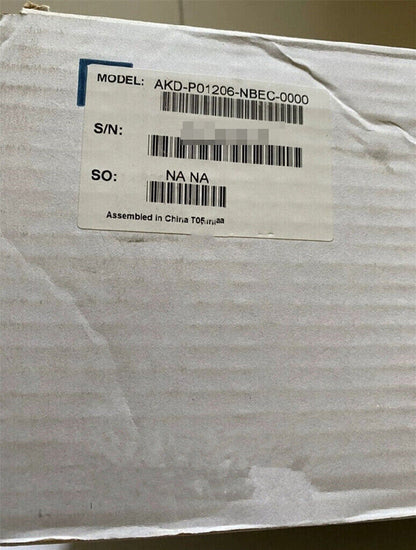 MODEL: AKD-P01206-NBEC-0000
S/N:
SO: NA NA
Assembled in China